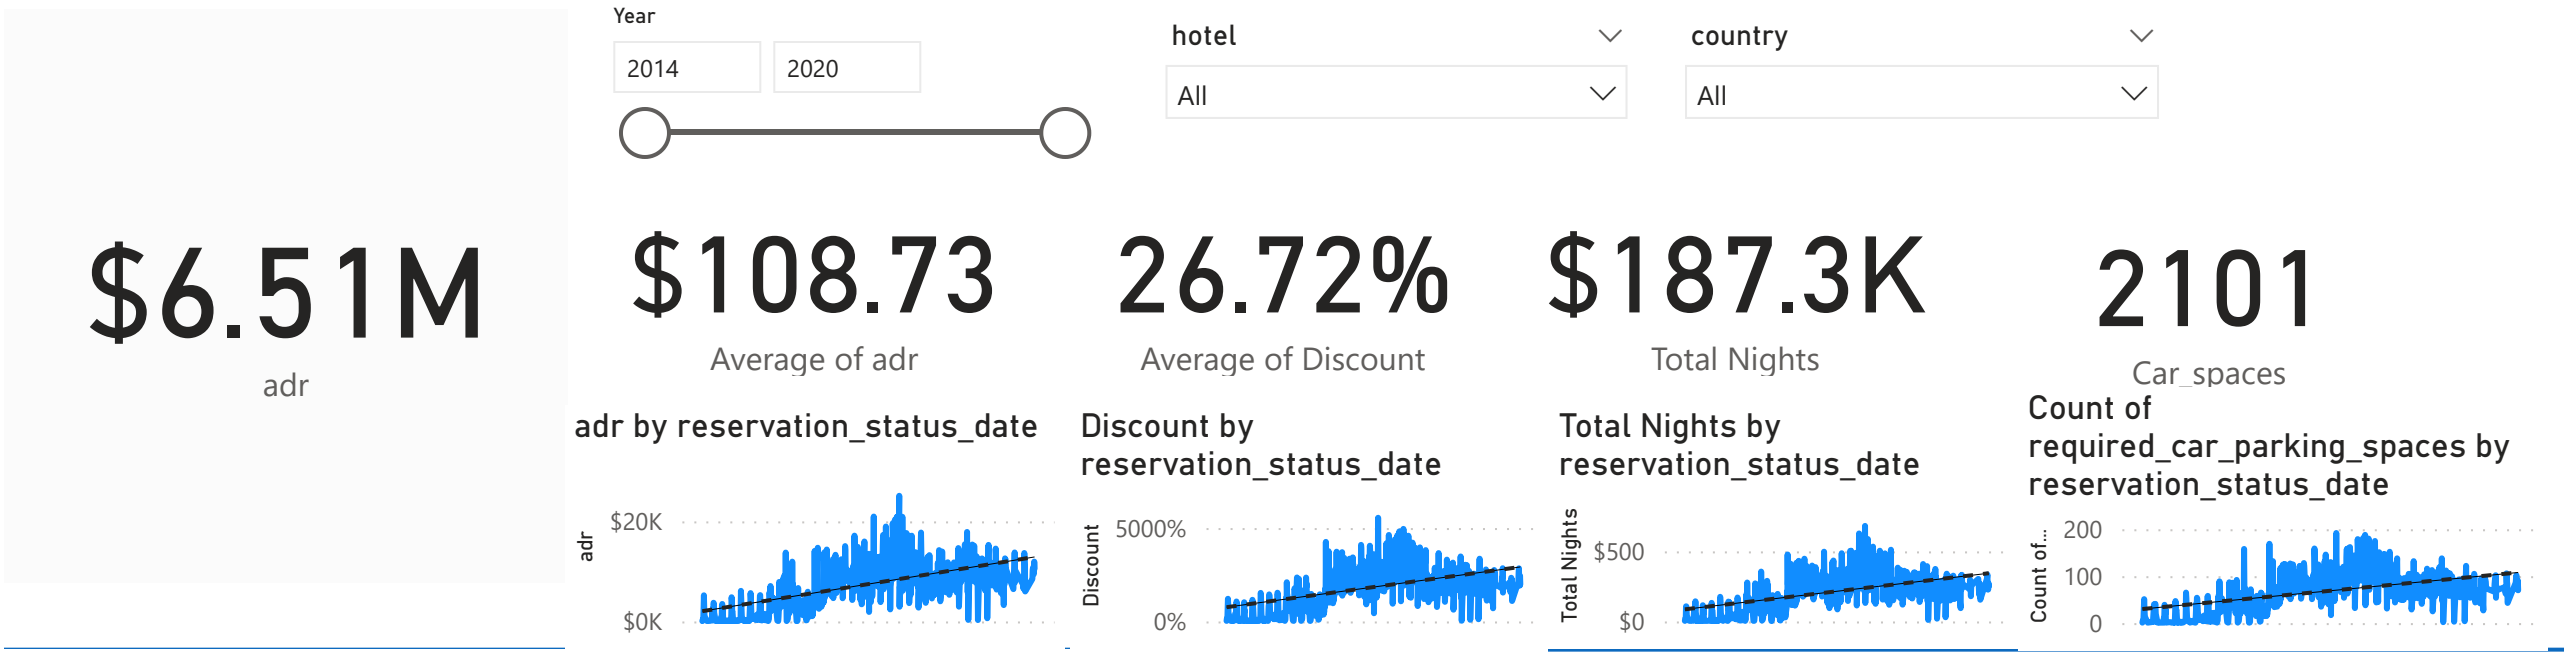 Year
2014
2020
hotel
All
country
All
$6.51M
adr
$108.73
Average of adr
26.72%
Average of Discount
$187.3K
Total Nights
2101
Car_spaces
adr by reservation_status_date
adr
$20K
$0K
Discount by
reservation_status_date
Discount
5000%
0%
Total Nights by
reservation_status_date
Total Nights
$500
$0
Count of
required_car_parking_spaces by
reservation_status_date
Count of...
200
100
0